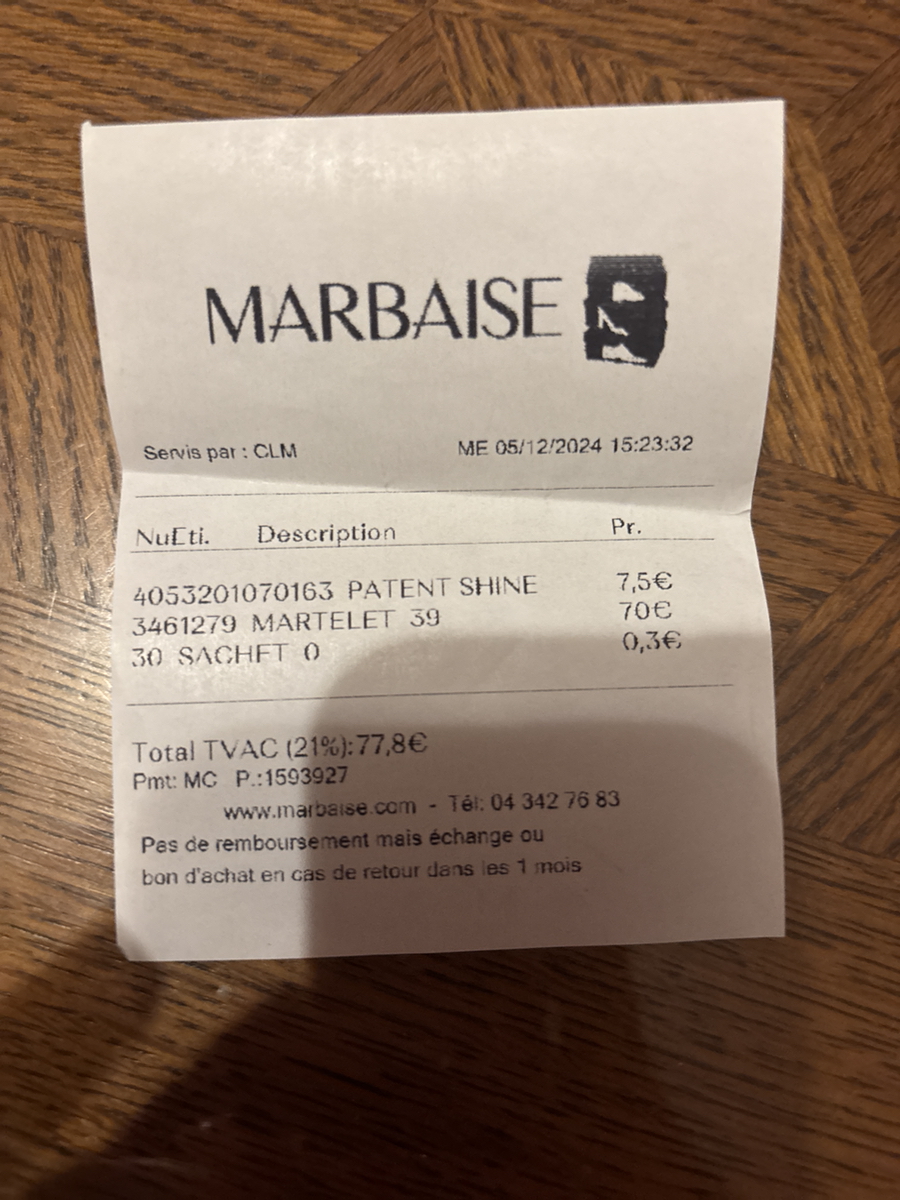 MARBAISE
Servis par : CLM ME 05/12/2024 15:23:32
NuEti. Description Pr.
4053201070163 PATENT SHINE 7,5€
3461279 MARTELET 39 70€
30 SACHET 0 0,3€
Total TVAC (21%):77,8€
Pmt: MC P.:1593927
www.marbaise.com - Tél: 04 342 76 83
Pas de remboursement mais échange ou
bon d'achat en cas de retour dans les 1 mois